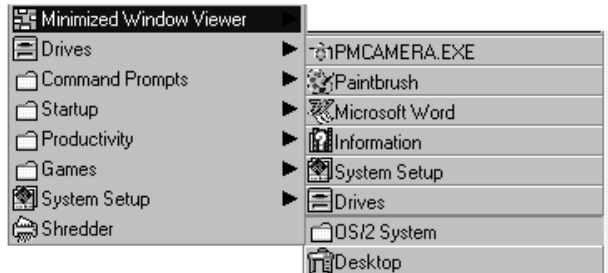 Minimized Window Viewer
Drives
Command Prompts
Startup
Productivity
Games
System Setup
Shredder
PMCAMERA.EXE
Paintbrush
Microsoft Word
Information
System Setup
Drives
OS/2 System
Desktop